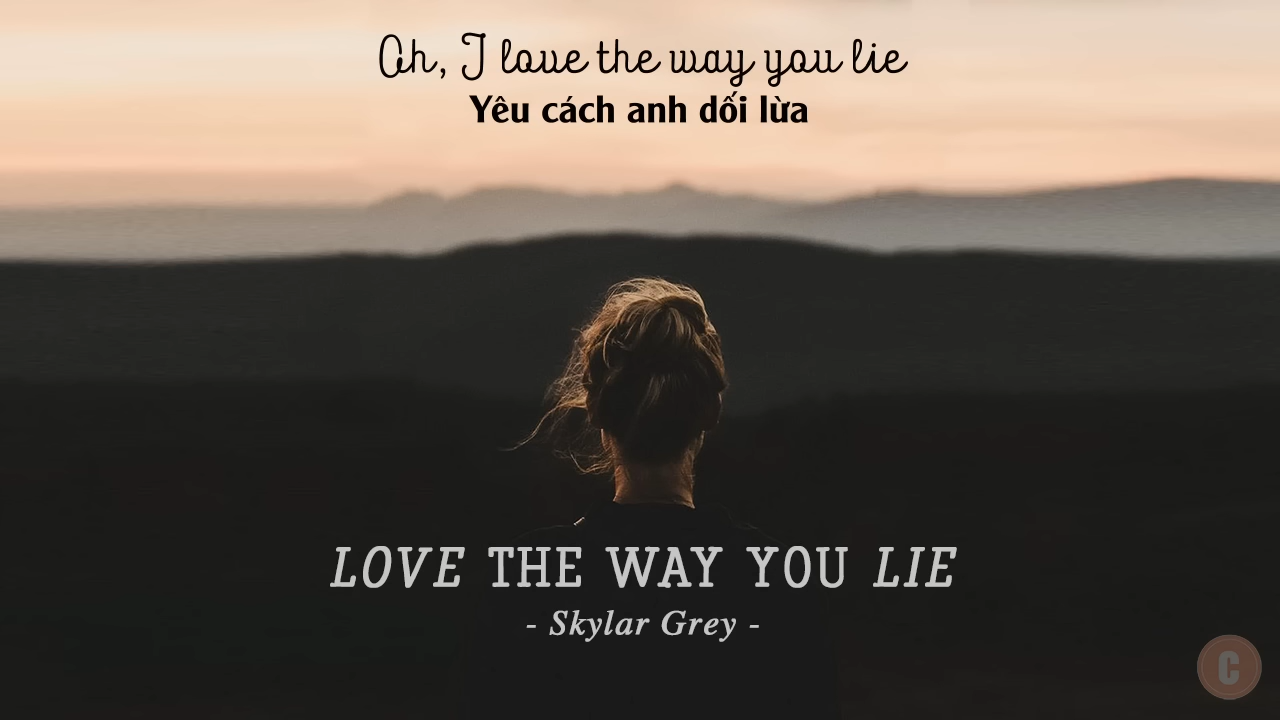 Oh, I love the way you lie
Yêu cách anh dối lừa
LOVE THE WAY YOU LIE
- Skylar Grey -
C